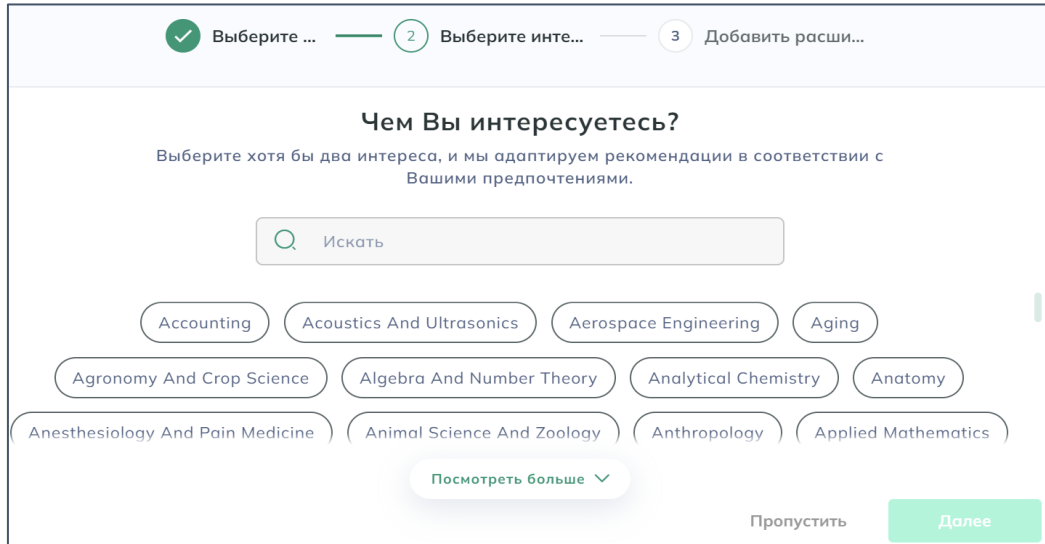 Выберите ... 2 Выберите инте... 3 Добавить расши...
Чем Вы интересуетесь?
Выберите хотя бы два интереса, и мы адаптируем рекомендации в соответствии с
Вашими предпочтениями.
Искать
Accounting Acoustics And Ultrasonics Aerospace Engineering Aging
Agronomy And Crop Science Algebra And Number Theory Analytical Chemistry Anatomy
Anesthesiology And Pain Medicine Animal Science And Zoology Anthropology Applied Mathematics
Посмотреть больше
Пропустить Далее